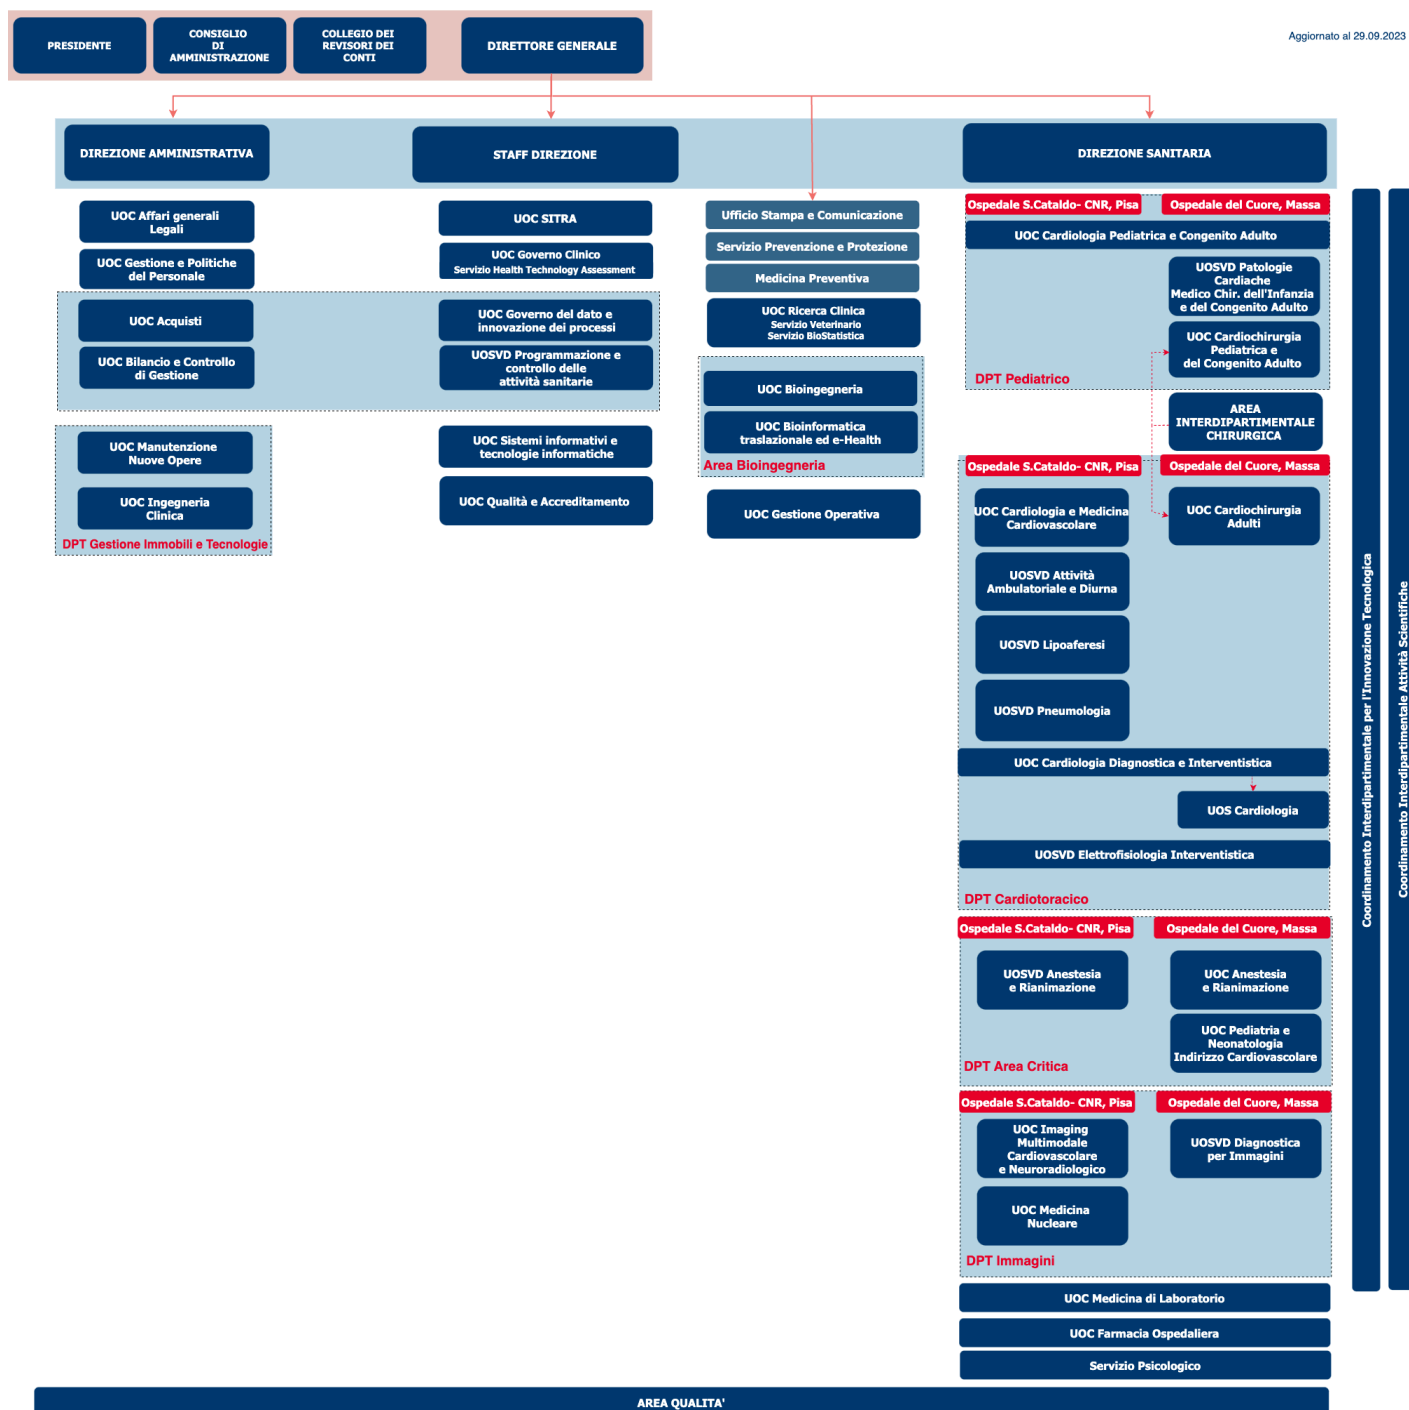 PRESIDENTE
CONSIGLIO
DI
AMMINISTRAZIONE
COLLEGIO DEI
REVISORI DEI
CONTI
DIRETTORE GENERALE
Aggiornato al 29.09.2023
DIREZIONE AMMINISTRATIVA
STAFF DIREZIONE
DIREZIONE SANITARIA
UOC Affari generali
Legali
UOC Gestione e Politiche
del Personale
UOC Acquisti
UOC Bilancio e Controllo
di Gestione
UOC Manutenzione
Nuove Opere
UOC Ingegneria
Clinica
DPT Gestione Immobili e Tecnologie
UOC SITRA
UOC Governo Clinico
Servizio Health Technology Assessment
UOC Governo del dato e
innovazione dei processi
UOSVD Programmazione e
controllo delle
attività sanitarie
UOC Sistemi informativi e
tecnologie informatiche
UOC Qualità e Accreditamento
Ufficio Stampa e Comunicazione
Servizio Prevenzione e Protezione
Medicina Preventiva
UOC Ricerca Clinica
Servizio Veterinario
Servizio BioStatistica
UOC Bioingegneria
UOC Bioinformatica
traslazionale ed e-Health
Area Bioingegneria
UOC Gestione Operativa
Ospedale S.Cataldo- CNR, Pisa
Ospedale del Cuore, Massa
UOC Cardiologia Pediatrica e Congenito Adulto
UOSVD Patologie
Cardiache
Medico Chir. dell'Infanzia
e del Congenito Adulto
UOC Cardiochirurgia
Pediatrica e
del Congenito Adulto
DPT Pediatrico
AREA
INTERDIPARTIMENTALE
CHIRURGICA
Ospedale S.Cataldo- CNR, Pisa
Ospedale del Cuore, Massa
UOC Cardiologia e Medicina
Cardiovascolare
UOC Cardiochirurgia
Adulti
UOSVD Attività
Ambulatoriale e Diurna
UOSVD Lipoaferesi
UOSVD Pneumologia
UOC Cardiologia Diagnostica e Interventistica
UOS Cardiologia
UOSVD Elettrofisiologia Interventistica
DPT Cardiotoracico
Ospedale S.Cataldo- CNR, Pisa
Ospedale del Cuore, Massa
UOSVD Anestesia
e Rianimazione
UOC Anestesia
e Rianimazione
UOC Pediatria e
Neonatologia
Indirizzo Cardiovascolare
DPT Area Critica
Ospedale S.Cataldo- CNR, Pisa
Ospedale del Cuore, Massa
UOC Imaging
Multimodale
Cardiovascolare
e Neuroradiologico
UOSVD Diagnostica
per Immagini
UOC Medicina
Nucleare
DPT Immagini
UOC Medicina di Laboratorio
UOC Farmacia Ospedaliera
Servizio Psicologico
AREA QUALITA'
Coordinamento Interdipartimentale per l'Innovazione Tecnologica
Coordinamento Interdipartimentale Attività Scientifiche